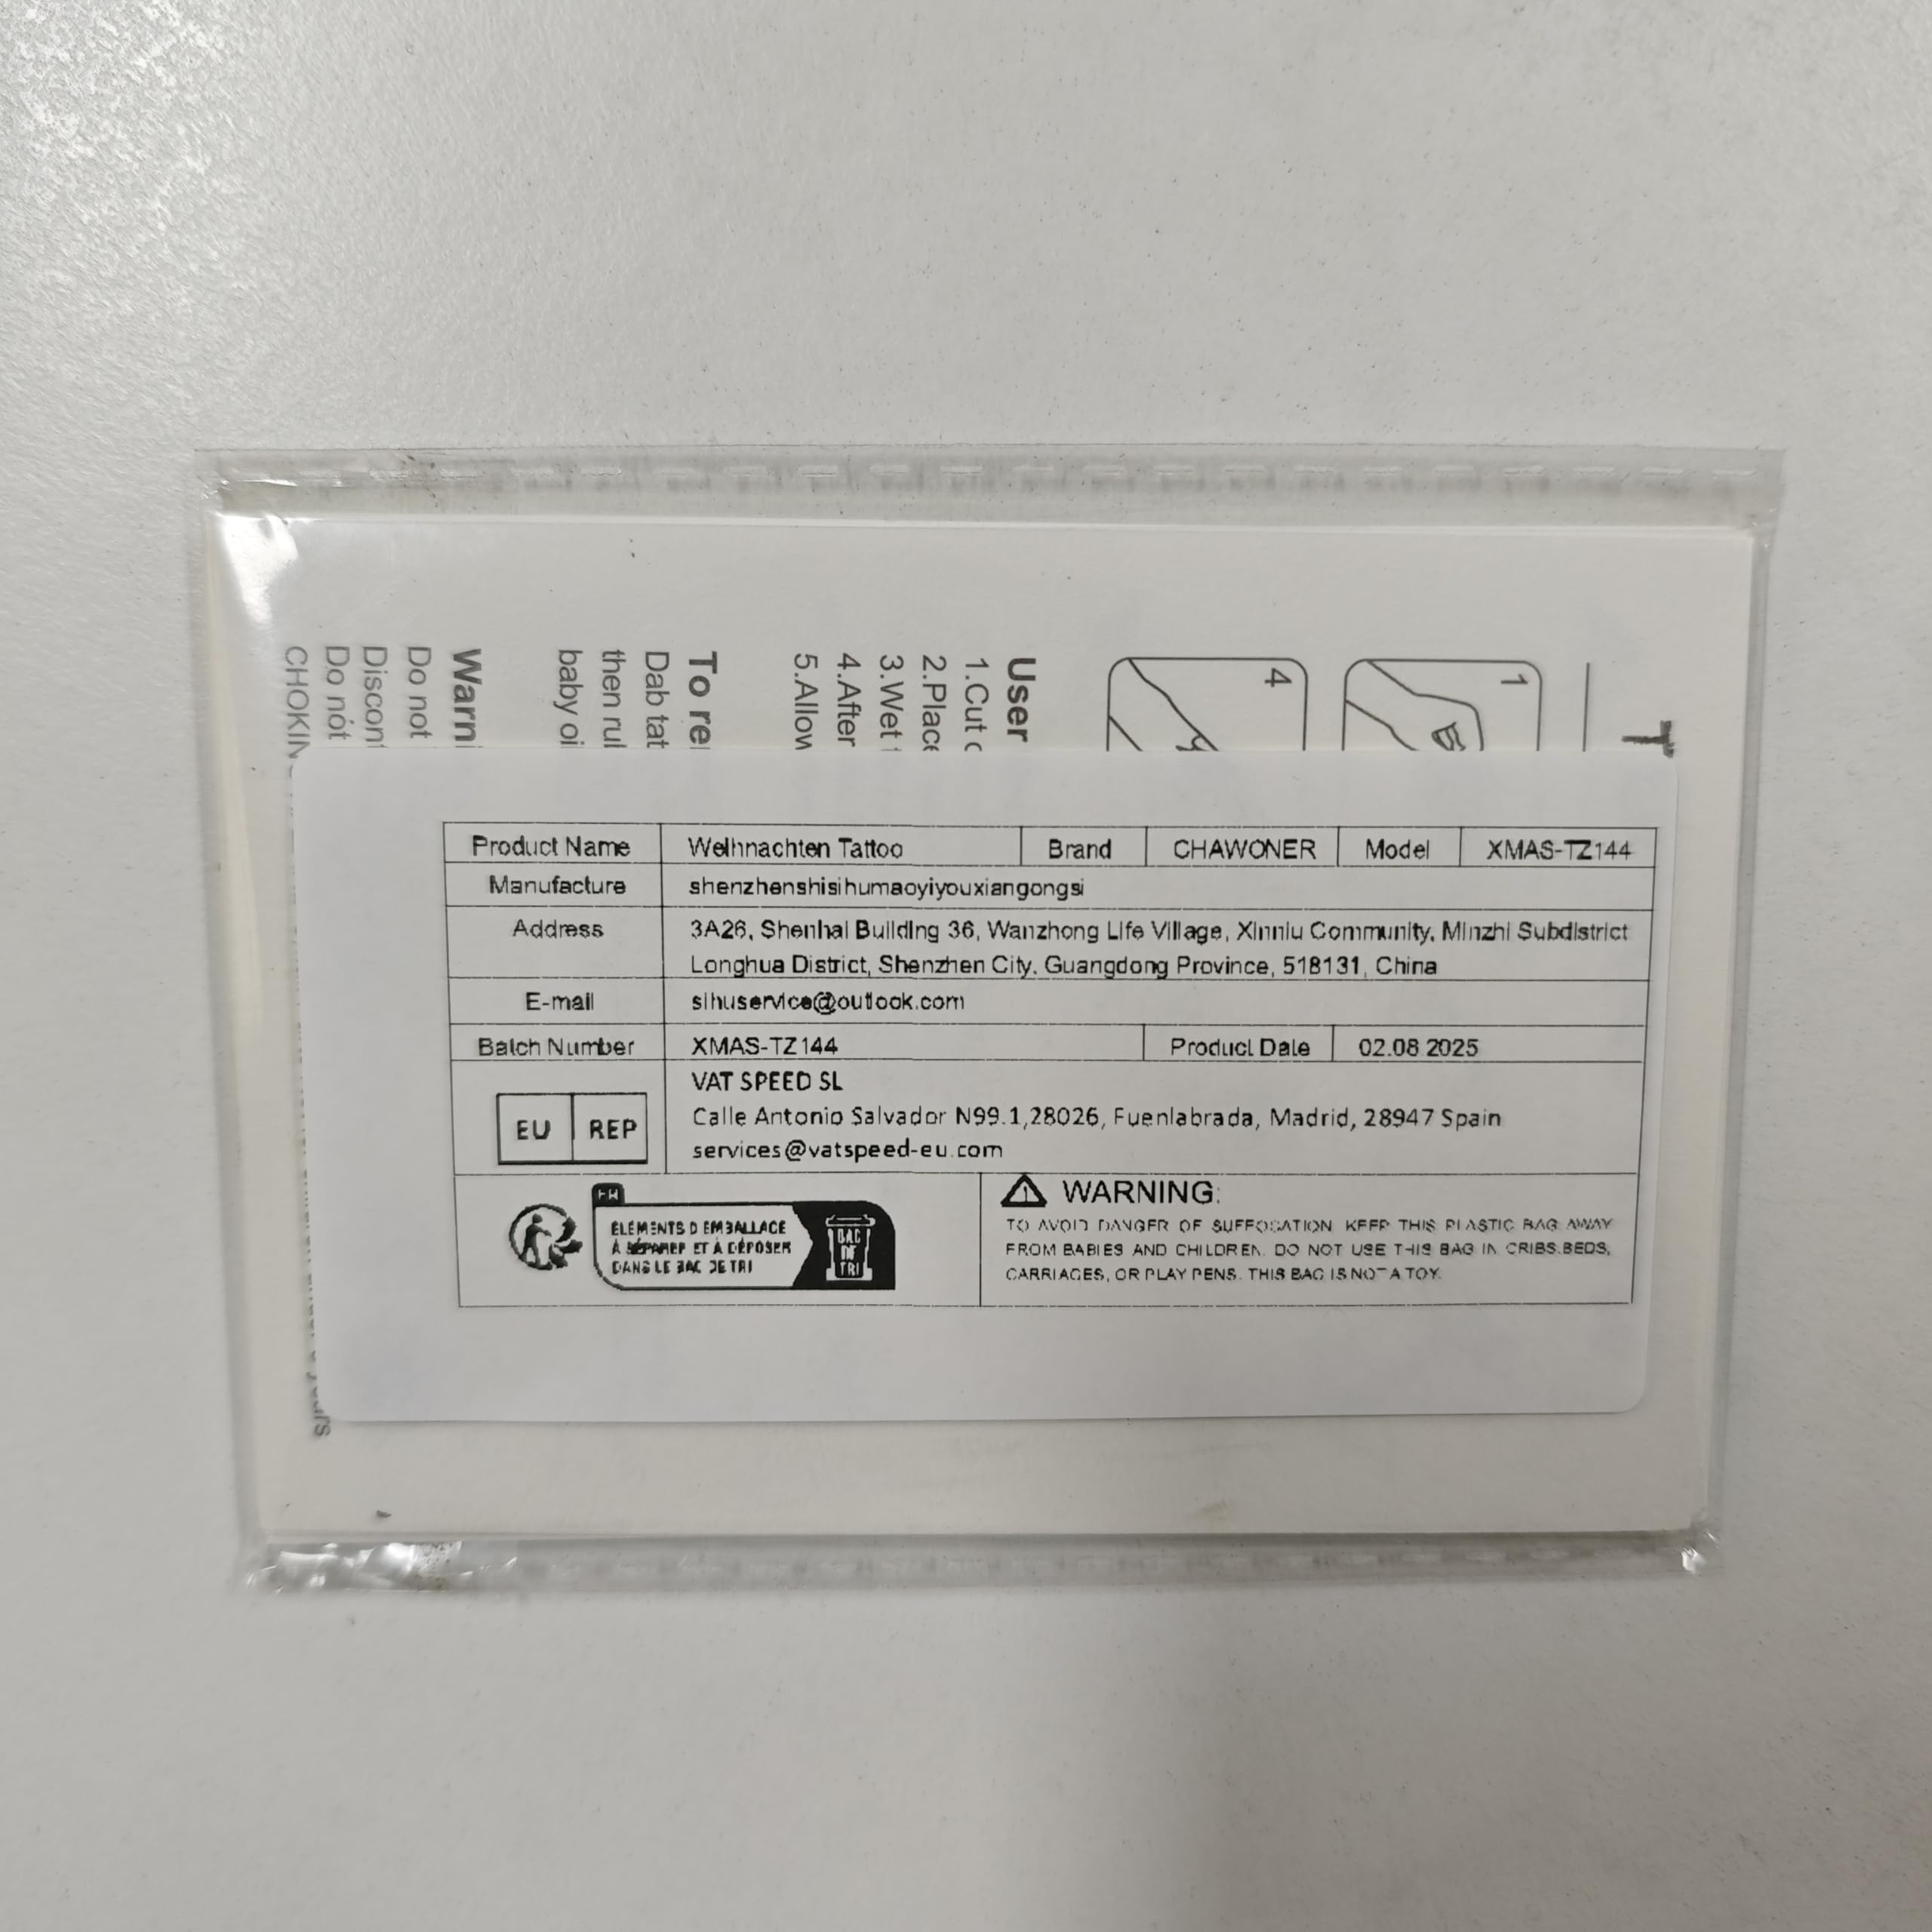 T
1
4
User
1.Cut
2.Place
3.Wet
4.After
5.Allow
To re
Dab tat
then rul
baby oi
Warni
Do not
Discont
Do not
CHOKIN
Product Name Weihnachten Tattoo Brand CHAWONER Model XMAS-TZ144
Manufacture shenzhenshisihumaoyiyouxiangongsi
Address 3A26, Shenhai Building 36, Wanzhong Life Village, Xinniu Community, Minzhi Subdistrict
Longhua District, Shenzhen City, Guangdong Province, 518131, China
E-mail sihuservice@outlook.com
Batch Number XMAS-TZ144 Product Date 02.08.2025
EU REP
VAT SPEED SL
Calle Antonio Salvador N99.1,28026, Fuenlabrada, Madrid, 28947 Spain
services@vatspeed-eu.com
FR
ÉLÉMENTS D'EMBALLAGE
À SÉPARER ET À DÉPOSER
DANS LE BAC DE TRI
BAC
DE
TRI
WARNING:
TO AVOID DANGER OF SUFFOCATION, KEEP THIS PLASTIC BAG AWAY
FROM BABIES AND CHILDREN. DO NOT USE THIS BAG IN CRIBS,BEDS,
CARRIAGES, OR PLAY PENS. THIS BAG IS NOT A TOY.